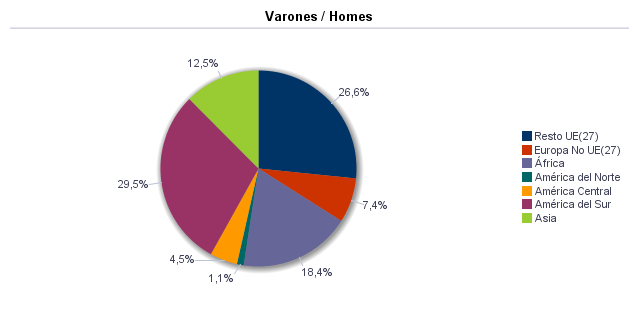 Varones / Homes
12,5%
26,6%
29,5%
7,4%
4,5%
1,1%
18,4%
Resto UE(27)
Europa No UE(27)
África
América del Norte
América Central
América del Sur
Asia